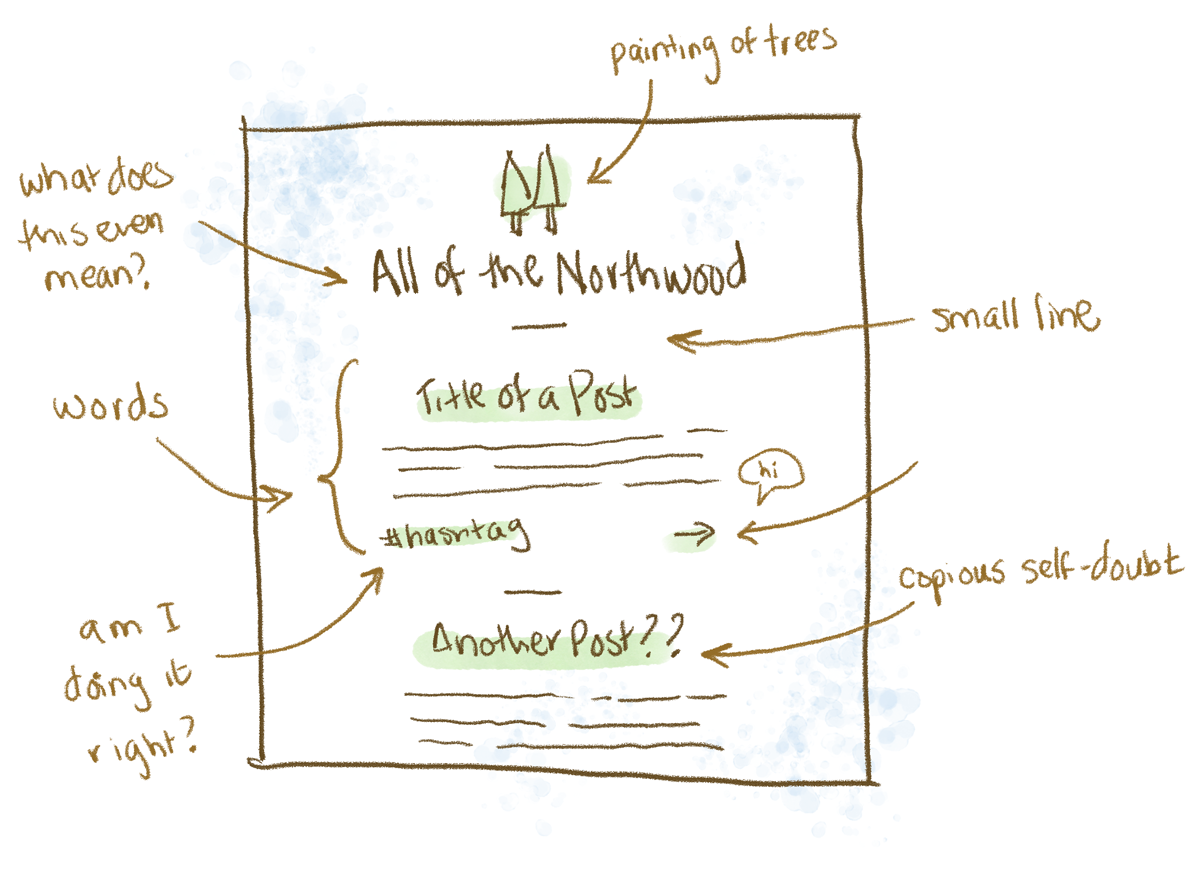 painting of trees
what does
this even
mean?
All of the Northwood
small line
words
Title of a Post
hi
#hashtag
copious self-doubt
am I
doing it
right?
Another Post??